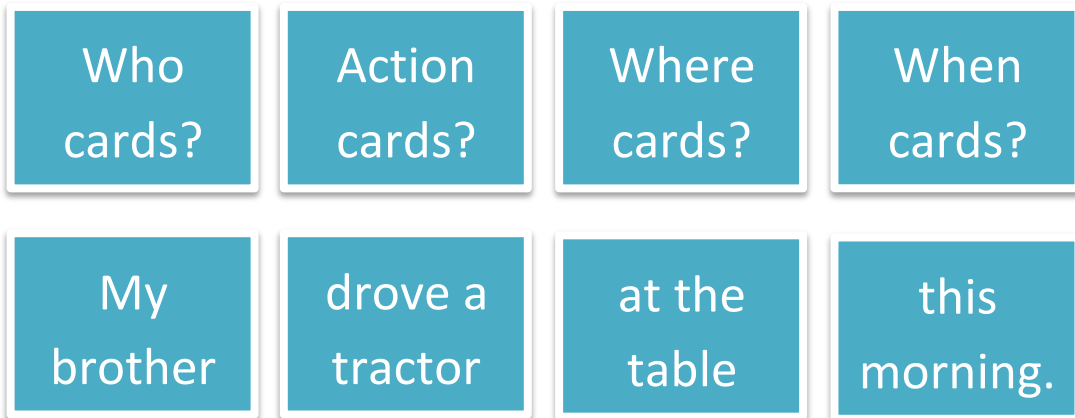 Who
cards?
Action
cards?
Where
cards?
When
cards?
My
brother
drove a
tractor
at the
table
this
morning.